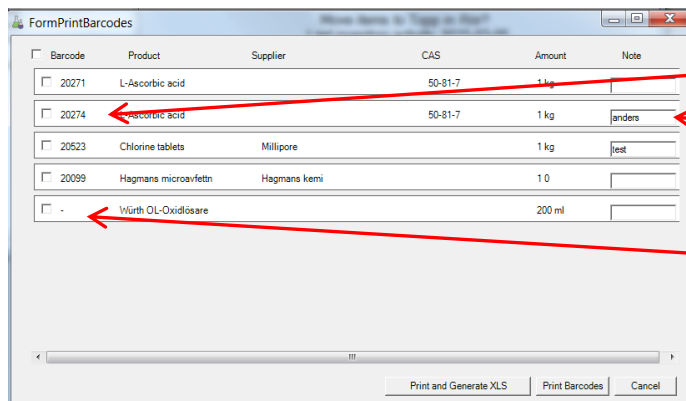 FormPrintBarcodes
Barcode Product Supplier CAS Amount Note
20271 L-Ascorbic acid 50-81-7 1 kg
20274 L-Ascorbic acid 50-81-7 1 kg anders
20523 Chlorine tablets Millipore 1 kg test
20099 Hagmans microavfettn Hagmans kemi 1 0
- Würth OL-Oxidlösare 200 ml
Print and Generate XLS Print Barcodes Cancel